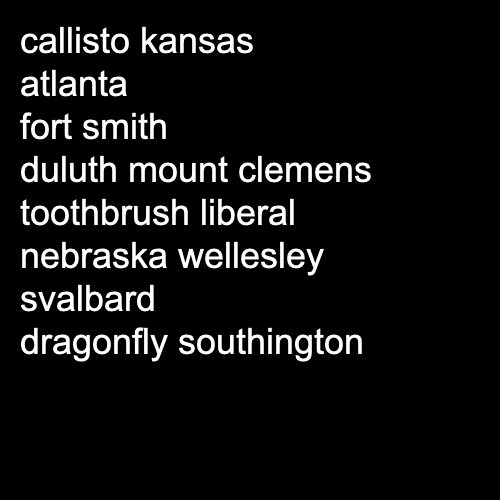 callisto kansas
atlanta
fort smith
duluth mount clemens
toothbrush liberal
nebraska wellesley
svalbard
dragonfly southington